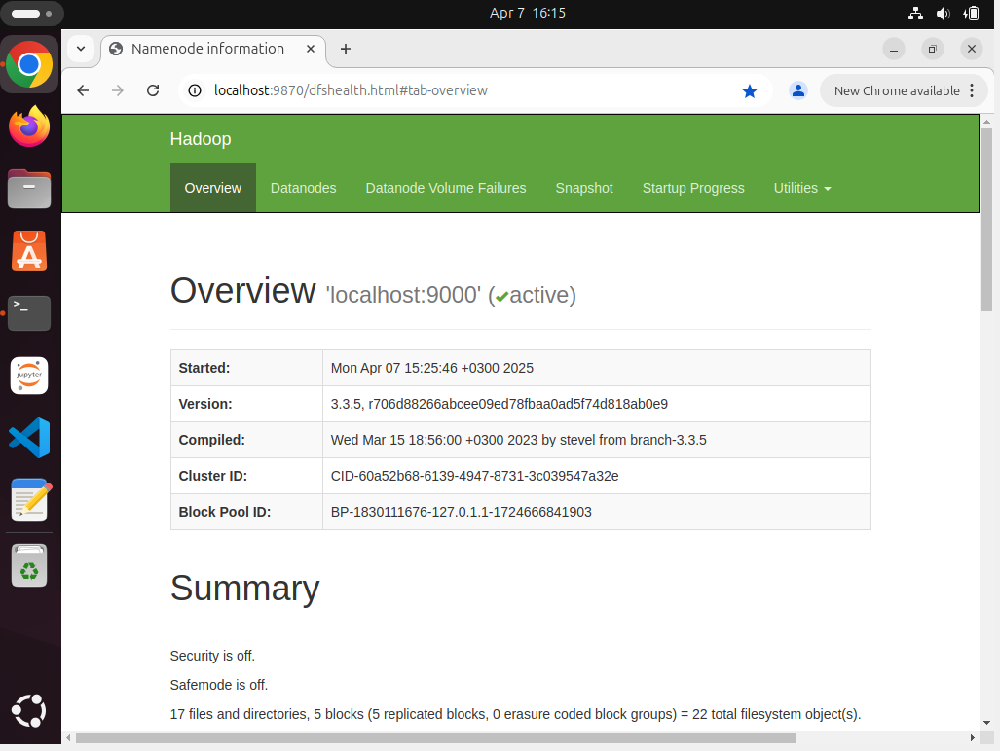 Apr 7 16:15
Namenode information
localhost:9870/dfshealth.html#tab-overview
New Chrome available
Hadoop
Overview Datanodes Datanode Volume Failures Snapshot Startup Progress Utilities
Overview 'localhost:9000' (✔active)
Started: Mon Apr 07 15:25:46 +0300 2025
Version: 3.3.5, r706d88266abcee09ed78fbaa0ad5f74d818ab0e9
Compiled: Wed Mar 15 18:56:00 +0300 2023 by stevel from branch-3.3.5
Cluster ID: CID-60a52b68-6139-4947-8731-3c039547a32e
Block Pool ID: BP-1830111676-127.0.1.1-1724666841903
Summary
Security is off.
Safemode is off.
17 files and directories, 5 blocks (5 replicated blocks, 0 erasure coded block groups) = 22 total filesystem object(s).
>_
jupyter